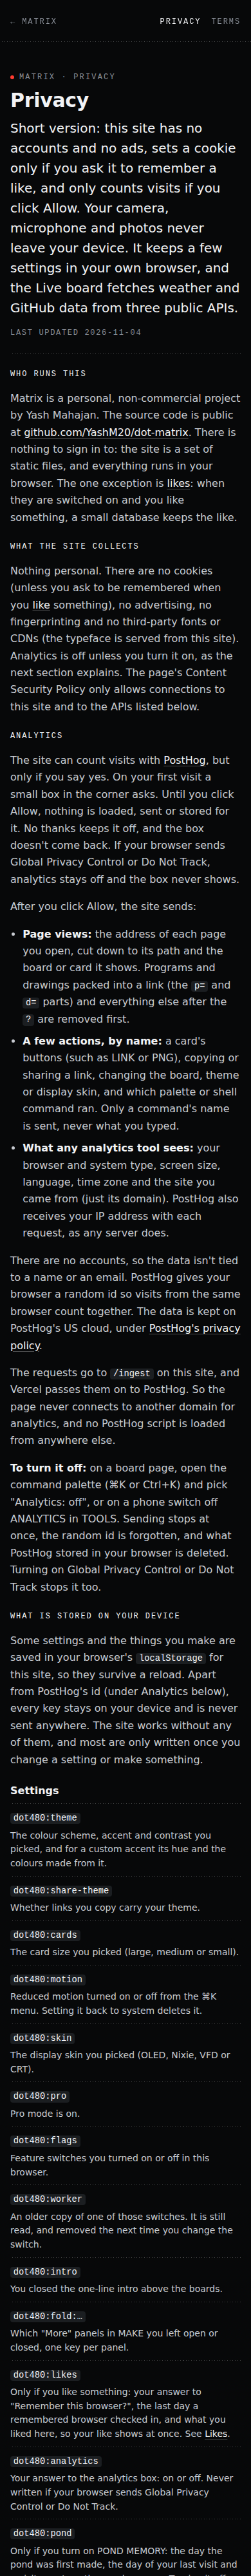 ← MATRIX PRIVACY TERMS
MATRIX · PRIVACY
Privacy
Short version: this site has no
accounts and no ads, sets a cookie
only if you ask it to remember a
like, and only counts visits if you
click Allow. Your camera,
microphone and photos never
leave your device. It keeps a few
settings in your own browser, and
the Live board fetches weather and
GitHub data from three public APIs.
LAST UPDATED 2026-11-04
WHO RUNS THIS
Matrix is a personal, non-commercial project
by Yash Mahajan. The source code is public
at github.com/YashM20/dot-matrix. There is
nothing to sign in to: the site is a set of
static files, and everything runs in your
browser. The one exception is likes: when
they are switched on and you like
something, a small database keeps the like.
WHAT THE SITE COLLECTS
Nothing personal. There are no cookies
(unless you ask to be remembered when
you like something), no advertising, no
fingerprinting and no third-party fonts or
CDNs (the typeface is served from this site).
Analytics is off unless you turn it on, as the
next section explains. The page's Content
Security Policy only allows connections to
this site and to the APIs listed below.
ANALYTICS
The site can count visits with PostHog, but
only if you say yes. On your first visit a
small box in the corner asks. Until you click
Allow, nothing is loaded, sent or stored for
it. No thanks keeps it off, and the box
doesn't come back. If your browser sends
Global Privacy Control or Do Not Track,
analytics stays off and the box never shows.
After you click Allow, the site sends:
• Page views: the address of each page
you open, cut down to its path and the
board or card it shows. Programs and
drawings packed into a link (the p= and
d= parts) and everything else after the
? are removed first.
• A few actions, by name: a card's
buttons (such as LINK or PNG), copying or
sharing a link, changing the board, theme
or display skin, and which palette or shell
command ran. Only a command's name
is sent, never what you typed.
• What any analytics tool sees: your
browser and system type, screen size,
language, time zone and the site you
came from (just its domain). PostHog also
receives your IP address with each
request, as any server does.
There are no accounts, so the data isn't tied
to a name or an email. PostHog gives your
browser a random id so visits from the same
browser count together. The data is kept on
PostHog's US cloud, under PostHog's privacy
policy.
The requests go to /ingest on this site, and
Vercel passes them on to PostHog. So the
page never connects to another domain for
analytics, and no PostHog script is loaded
from anywhere else.
To turn it off: on a board page, open the
command palette (⌘K or Ctrl+K) and pick
"Analytics: off", or on a phone switch off
ANALYTICS in TOOLS. Sending stops at
once, the random id is forgotten, and what
PostHog stored in your browser is deleted.
Turning on Global Privacy Control or Do Not
Track stops it too.
WHAT IS STORED ON YOUR DEVICE
Some settings and the things you make are
saved in your browser's localStorage for
this site, so they survive a reload. Apart
from PostHog's id (under Analytics below),
every key stays on your device and is never
sent anywhere. The site works without any
of them, and most are only written once you
change a setting or make something.
Settings
dot480:theme
The colour scheme, accent and contrast you
picked, and for a custom accent its hue and the
colours made from it.
dot480:share-theme
Whether links you copy carry your theme.
dot480:cards
The card size you picked (large, medium or small).
dot480:motion
Reduced motion turned on or off from the ⌘K
menu. Setting it back to system deletes it.
dot480:skin
The display skin you picked (OLED, Nixie, VFD or
CRT).
dot480:pro
Pro mode is on.
dot480:flags
Feature switches you turned on or off in this
browser.
dot480:worker
An older copy of one of those switches. It is still
read, and removed the next time you change the
switch.
dot480:intro
You closed the one-line intro above the boards.
dot480:fold:…
Which "More" panels in MAKE you left open or
closed, one key per panel.
dot480:likes
Only if you like something: your answer to
"Remember this browser?", the last day a
remembered browser checked in, and what you
liked here, so your like shows at once. See Likes.
dot480:analytics
Your answer to the analytics box: on or off. Never
written if your browser sends Global Privacy
Control or Do Not Track.
dot480:pond
Only if you turn on POND MEMORY: the day the
pond was first made, the day of your last visit and